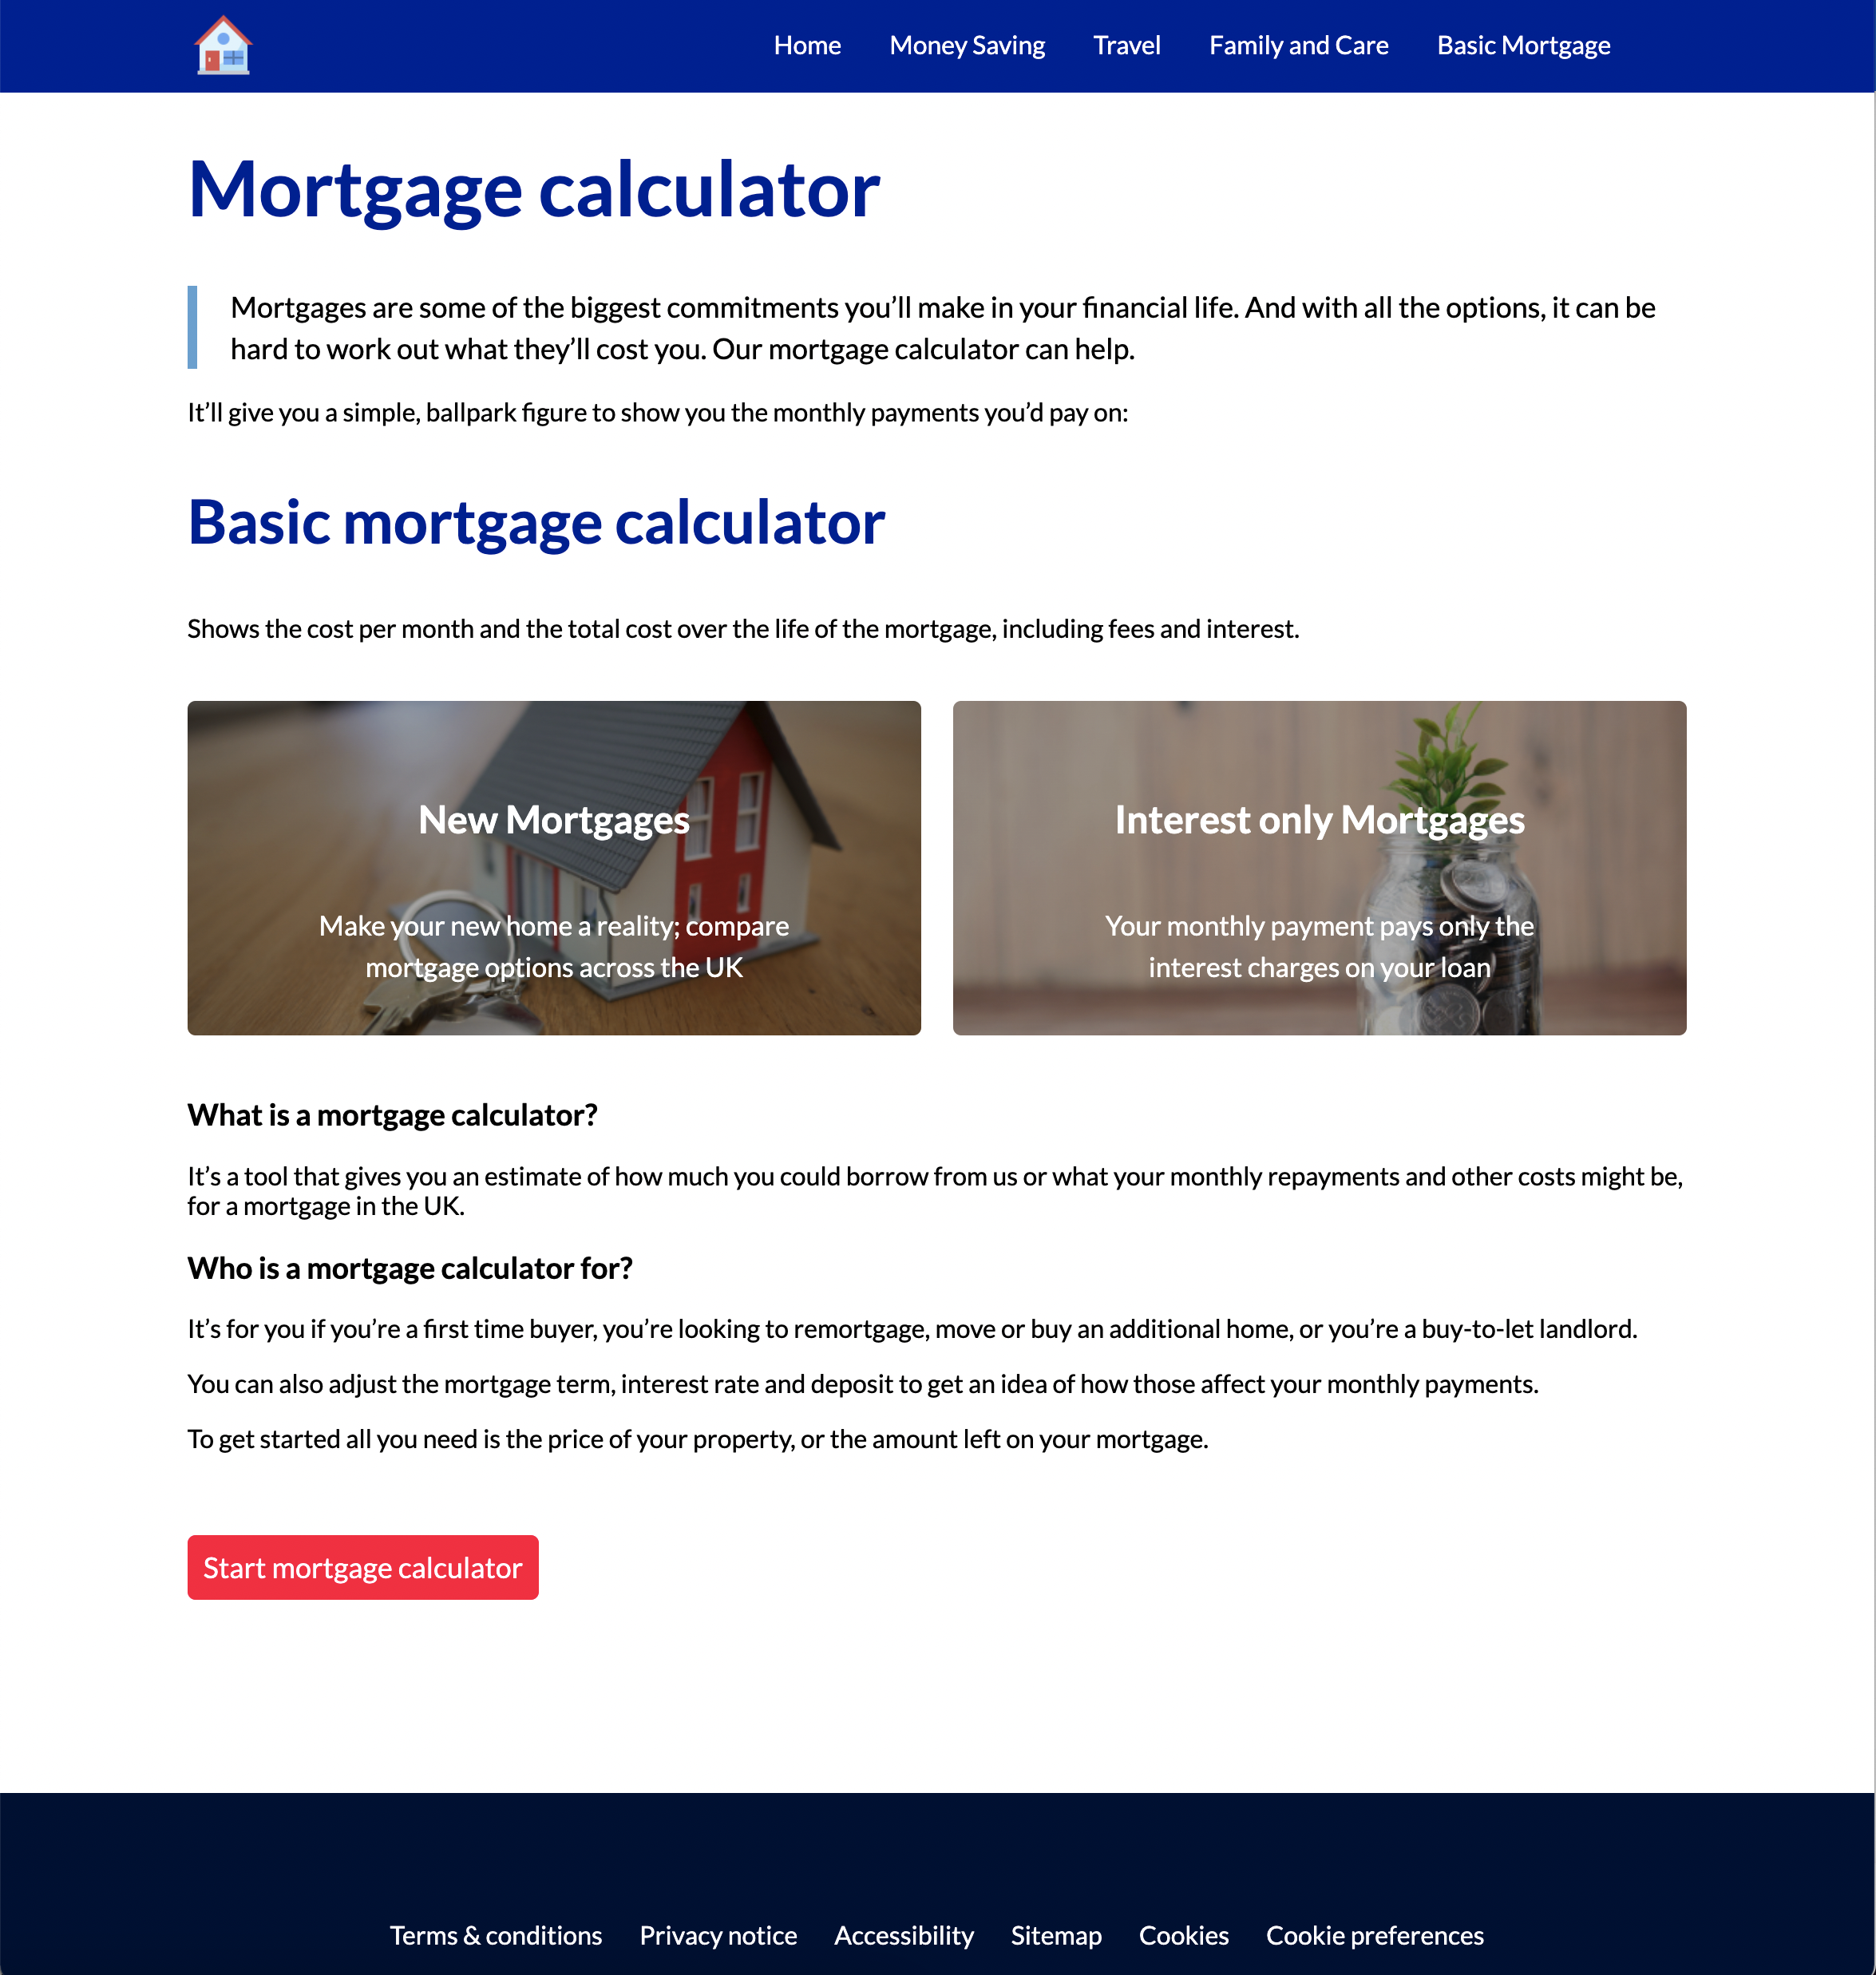 Home Money Saving Travel Family and Care Basic Mortgage
Mortgage calculator
Mortgages are some of the biggest commitments you’ll make in your financial life. And with all the options, it can be
hard to work out what they’ll cost you. Our mortgage calculator can help.
It’ll give you a simple, ballpark figure to show you the monthly payments you’d pay on:
Basic mortgage calculator
Shows the cost per month and the total cost over the life of the mortgage, including fees and interest.
New Mortgages
Make your new home a reality; compare
mortgage options across the UK
Interest only Mortgages
Your monthly payment pays only the
interest charges on your loan
What is a mortgage calculator?
It’s a tool that gives you an estimate of how much you could borrow from us or what your monthly repayments and other costs might be,
for a mortgage in the UK.
Who is a mortgage calculator for?
It’s for you if you’re a first time buyer, you’re looking to remortgage, move or buy an additional home, or you’re a buy-to-let landlord.
You can also adjust the mortgage term, interest rate and deposit to get an idea of how those affect your monthly payments.
To get started all you need is the price of your property, or the amount left on your mortgage.
Start mortgage calculator
Terms & conditions Privacy notice Accessibility Sitemap Cookies Cookie preferences